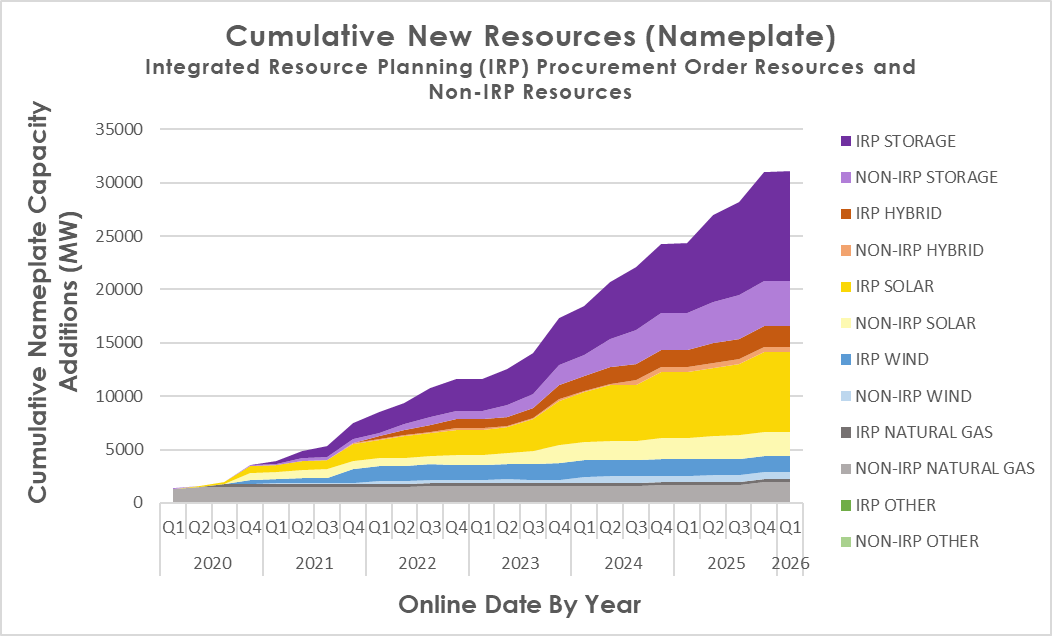 Cumulative New Resources (Nameplate)
Integrated Resource Planning (IRP) Procurement Order Resources and
Non-IRP Resources
Cumulative Nameplate Capacity
Additions (MW)
35000
30000
25000
20000
15000
10000
5000
0
Q1 Q2 Q3 Q4 Q1 Q2 Q3 Q4 Q1 Q2 Q3 Q4 Q1 Q2 Q3 Q4 Q1 Q2 Q3 Q4 Q1 Q2 Q3 Q4 Q1
2020 2021 2022 2023 2024 2025 2026
Online Date By Year
IRP STORAGE
NON-IRP STORAGE
IRP HYBRID
NON-IRP HYBRID
IRP SOLAR
NON-IRP SOLAR
IRP WIND
NON-IRP WIND
IRP NATURAL GAS
NON-IRP NATURAL GAS
IRP OTHER
NON-IRP OTHER